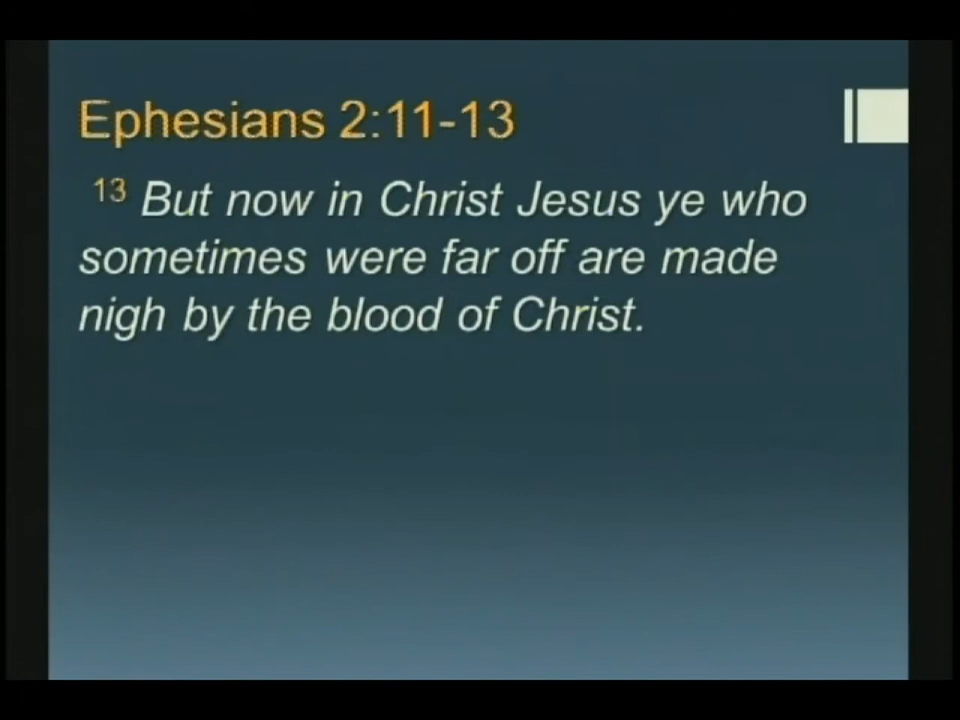 Ephesians 2:11-13
13 But now in Christ Jesus ye who
sometimes were far off are made
nigh by the blood of Christ.